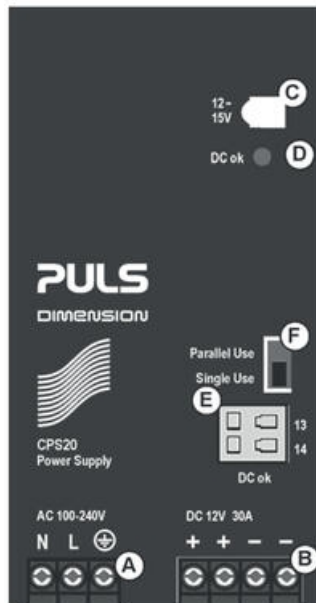 C
12–
15V
DC ok D
PULS
DIMENSION
F
Parallel Use
Single Use
E
13
14
CPS20
Power Supply
DC ok
AC 100-240V
DC 12V 30A
N L
+ + – –
A
B